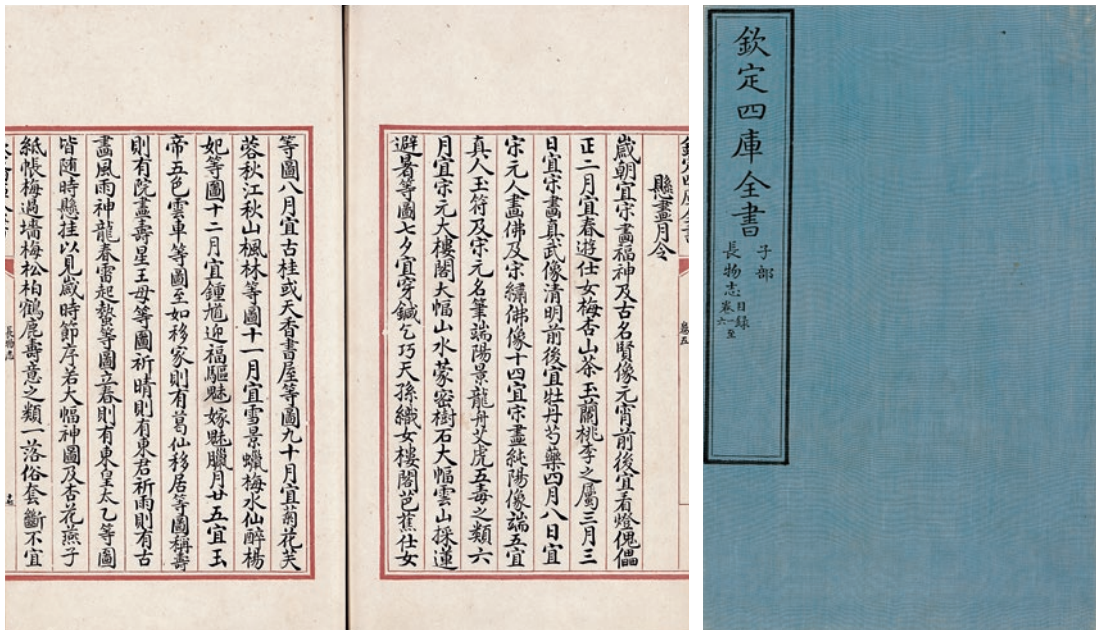 欽定四庫全書
子部
長物志
目録
卷一至
六
懸畫月令
歲朝宜宋畫福神及古名賢像元宵前後宜看燈傀儡
正二月宜春遊仕女梅杏山茶玉蘭桃李之屬三月三
日宜宋畫真武像清明前後宜牡丹芍藥四月八日宜
宋元人畫佛及宋繡佛像十四宜宋畫純陽像端五宜
真人玉符及宋元名筆端陽景龍舟艾虎五毒之類六
月宜宋元大樓閣大幅山水蒙密樹石大幅雲山採蓮
避暑等圖七夕宜穿鍼乞巧天孫織女樓閣芭蕉仕女
等圖八月宜古桂或天香書屋等圖九十月宜菊花芙
蓉秋江秋山楓林等圖十一月宜雪景蠟梅水仙醉楊
妃等圖十二月宜鍾馗迎福驅魅嫁魅臘月廿五宜玉
帝五色雲車等圖至如移家則有葛仙移居等圖稱壽
則有院畫壽星王母等圖祈晴則有東君祈雨則有古
畫風雨神龍春雷起蟄等圖立春則有東皇太乙等圖
皆隨時懸挂以見歲時節序若大幅神圖及杏花燕子
紙帳梅過墻梅松柏鶴鹿壽意之類一落俗套斷不宜
長物志